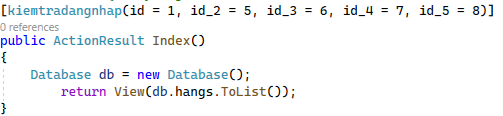 [kiemtradangnhap(id = 1, id_2 = 5, id_3 = 6, id_4 = 7, id_5 = 8)]
0 references
public ActionResult Index()
{
Database db = new Database();
return View(db.hangs.ToList());
}